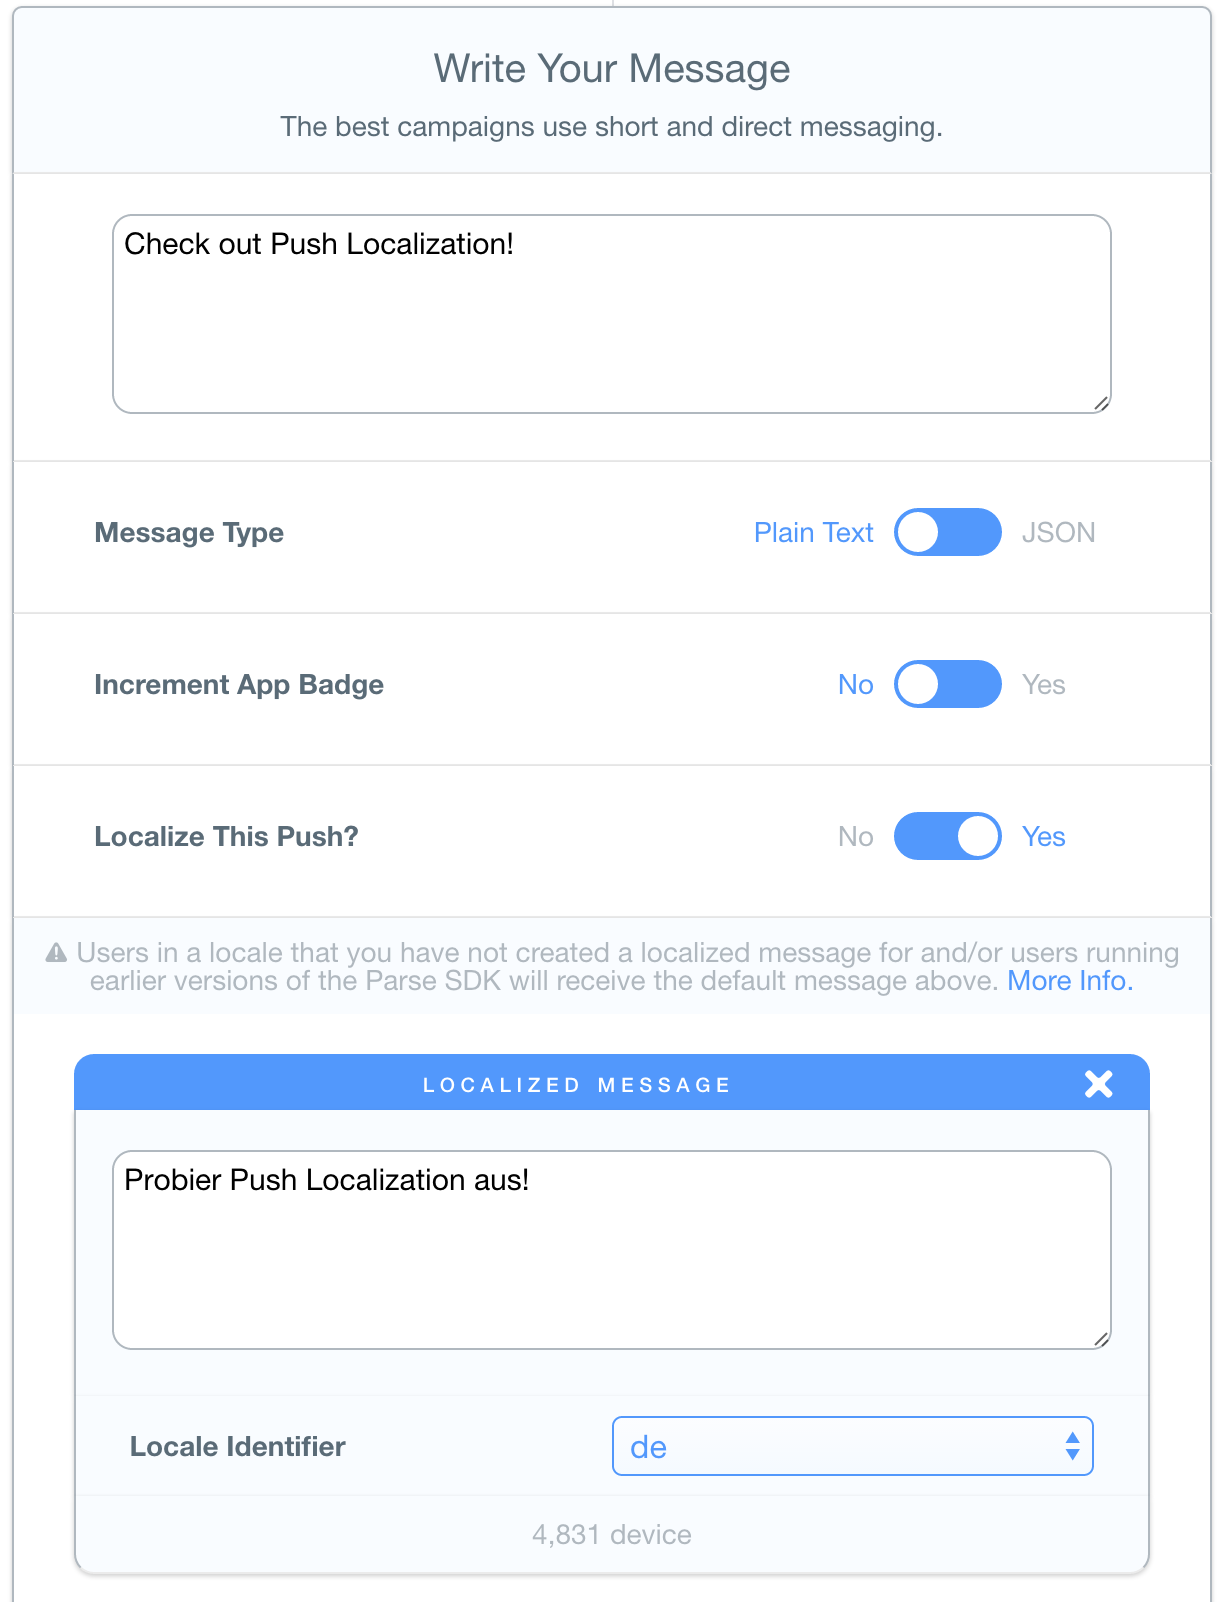 Write Your Message
The best campaigns use short and direct messaging.
Check out Push Localization!
Message Type Plain Text JSON
Increment App Badge No Yes
Localize This Push? No Yes
Users in a locale that you have not created a localized message for and/or users running
earlier versions of the Parse SDK will receive the default message above. More Info.
LOCALIZED MESSAGE
Probier Push Localization aus!
Locale Identifier de
4,831 device